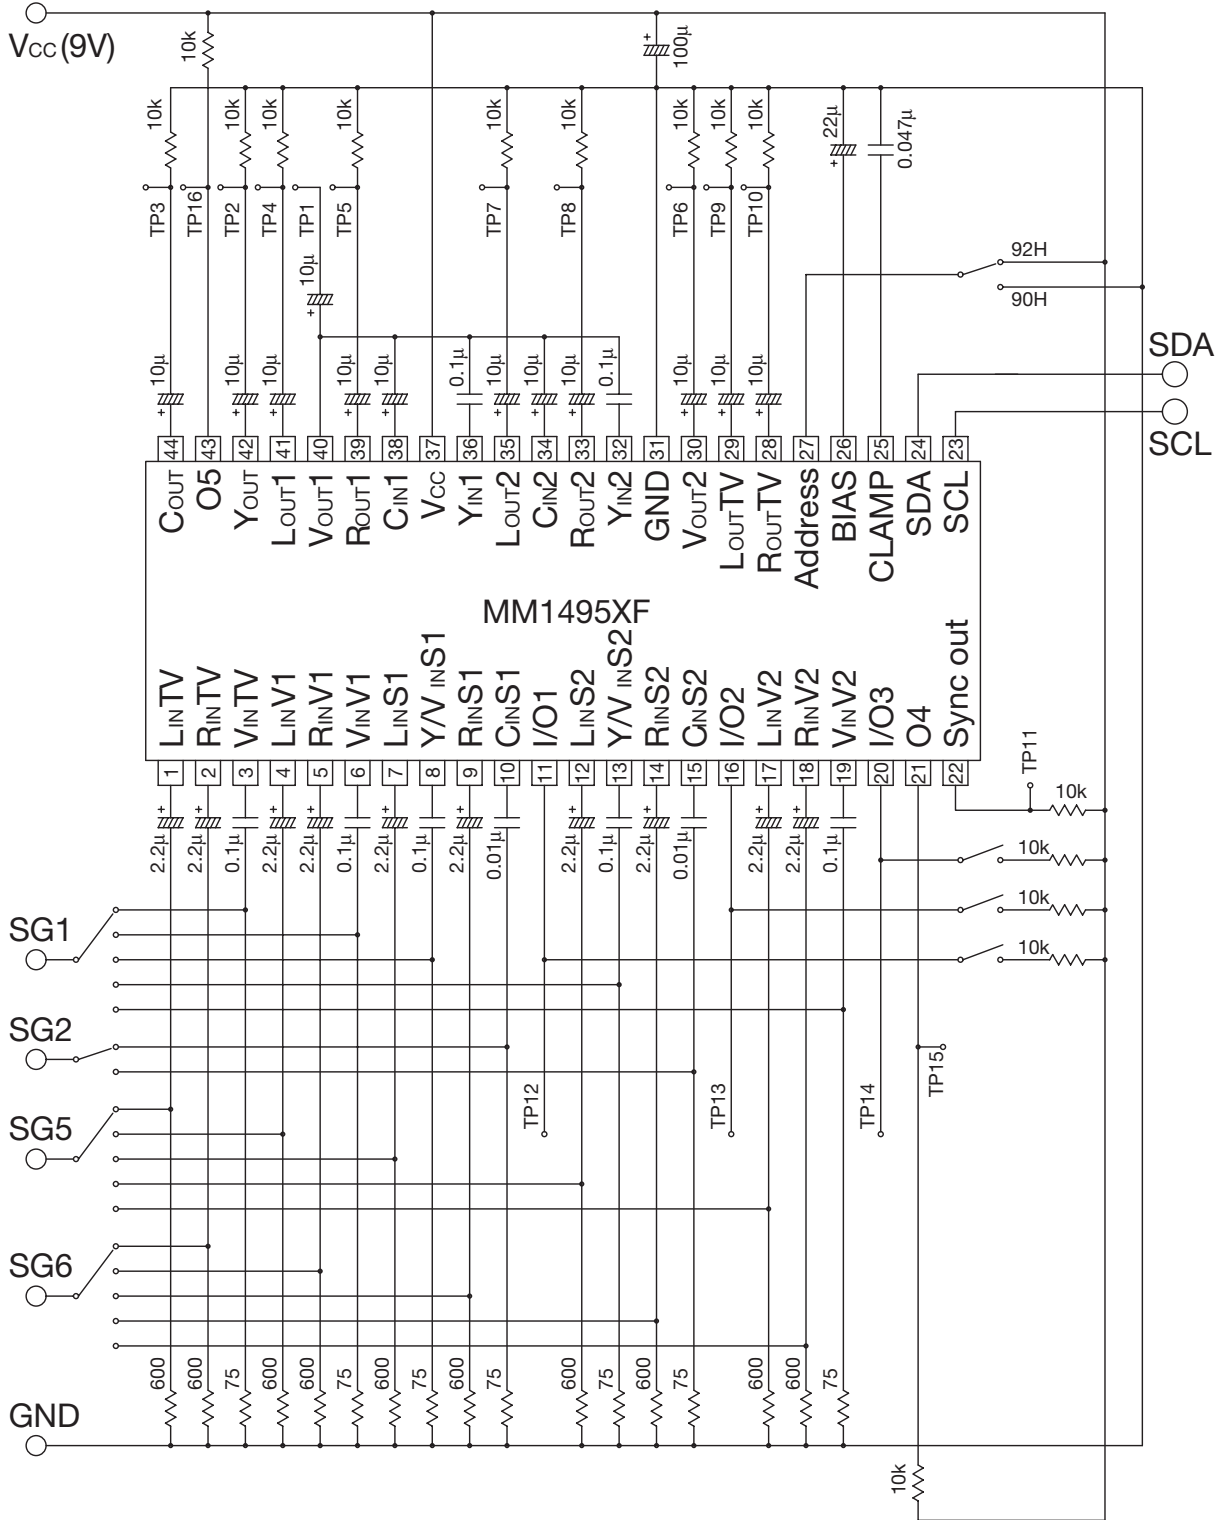 VCC (9V)
10k
+
100μ
10k
10k
10k
10k
10k
10k
10k
10k
10k
22μ
+
0.047μ
TP3
TP16
TP2
TP4
TP1
TP5
TP7
TP8
TP6
TP9
TP10
92H
90H
10μ
+
SDA
SCL
10μ
10μ
10μ
10μ
10μ
0.1μ
10μ
10μ
10μ
0.1μ
10μ
10μ
10μ
+
+
+
+
+
+
+
+
+
+
+
44
43
42
41
40
39
38
37
36
35
34
33
32
31
30
29
28
27
26
25
24
23
COUT
O5
YOUT
LOUT1
VOUT1
ROUT1
CIN1
VCC
YIN1
LOUT2
CIN2
ROUT2
YIN2
GND
VOUT2
LOUTTV
ROUTTV
Address
BIAS
CLAMP
SDA
SCL
MM1495XF
LINTV
RINTV
VINTV
LINV1
RINV1
VINV1
LINS1
Y/VINS1
RINS1
CINS1
I/O1
LINS2
Y/VINS2
RINS2
CINS2
I/O2
LINV2
RINV2
VINV2
I/O3
O4
Sync out
1
2
3
4
5
6
7
8
9
10
11
12
13
14
15
16
17
18
19
20
21
22
+
+
+
+
+
+
+
+
+
+
2.2μ
2.2μ
0.1μ
2.2μ
2.2μ
0.1μ
2.2μ
0.1μ
2.2μ
0.01μ
2.2μ
0.1μ
2.2μ
0.01μ
2.2μ
2.2μ
0.1μ
TP11
10k
10k
10k
10k
SG1
SG2
SG5
SG6
TP12
TP13
TP14
TP15
600
600
75
600
600
75
600
75
600
75
600
75
600
75
600
600
75
GND
10k